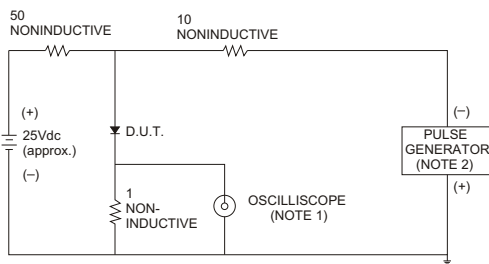 50
NONINDUCTIVE
10
NONINDUCTIVE
(+)
25Vdc
(approx.)
(–)
D.U.T.
1
NON-
INDUCTIVE
OSCILLISCOPE
(NOTE 1)
(–)
PULSE
GENERATOR
(NOTE 2)
(+)